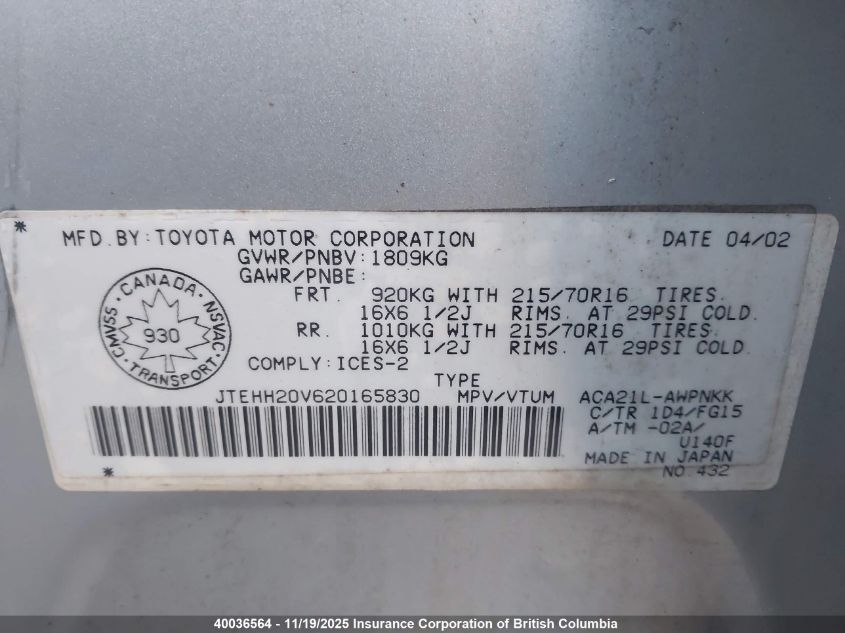 * MFD. BY: TOYOTA MOTOR CORPORATION DATE 04/02
GVWR/PNBV: 1809KG
GAWR/PNBE:
FRT. 920KG WITH 215/70R16 TIRES.
16X6 1/2J RIMS. AT 29PSI COLD.
RR. 1010KG WITH 215/70R16 TIRES.
16X6 1/2J RIMS. AT 29PSI COLD.
COMPLY: ICES-2
CANADA · NSVAC · TRANSPORT · CMVSS ·
930
TYPE
JTEHH20V620165830 MPV/VTUM ACA21L-AWPNKK
C/TR 1D4/FG15
A/TM -02A/
U140F
MADE IN JAPAN
* NO. 432
40036564 - 11/19/2025 Insurance Corporation of British Columbia